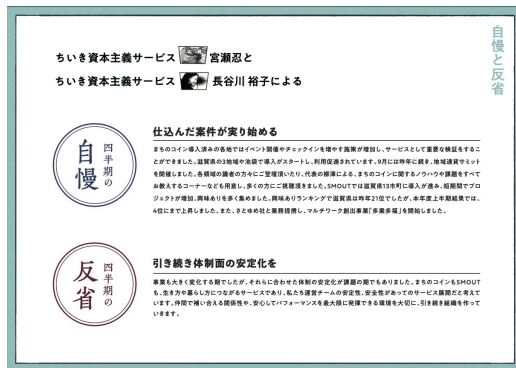 自慢と反省
ちいき資本主義サービス 宮瀬忍と
ちいき資本主義サービス 長谷川 裕子による
四半期の
自慢
仕込んだ案件が実り始める
まちのコイン導入済みの各地ではイベント開催やチェックインを増やす施策が増加し、サービスとして重要な検証をするこ
とができました。滋賀県の3地域や池袋で導入がスタートし、利用促進されています。9月には昨年に続き、地域通貨サミット
を開催しました。各領域の識者の方々にご登壇頂いたり、代表の柳澤による、まちのコインに関するノウハウや課題をすべて
お教えするコーナーなども用意し、多くの方にご視聴頂きました。SMOUTでは滋賀県13市町に導入が進み、短期間でプロ
ジェクトが増加、興味ありを多く集めました。興味ありランキングで滋賀県は昨年21位でしたが、本年度上半期結果では、
4位にまで上昇しました。また、さとゆめ社と業務提携し、マルチワーク創出事業「多業多福」を開始しました。
四半期の
反省
引き続き体制面の安定化を
事業も大きく変化する期でしたが、それらに合わせた体制の安定化が課題の期でもありました。まちのコインもSMOUT
も、生き方や暮らし方につながるサービスであり、私たち運営チームの安定性、安全性があってのサービス展開だと考えて
います。仲間で補い合える関係性や、安心してパフォーマンスを最大限に発揮できる環境を大切に、引き続き組織を作って
いきます。